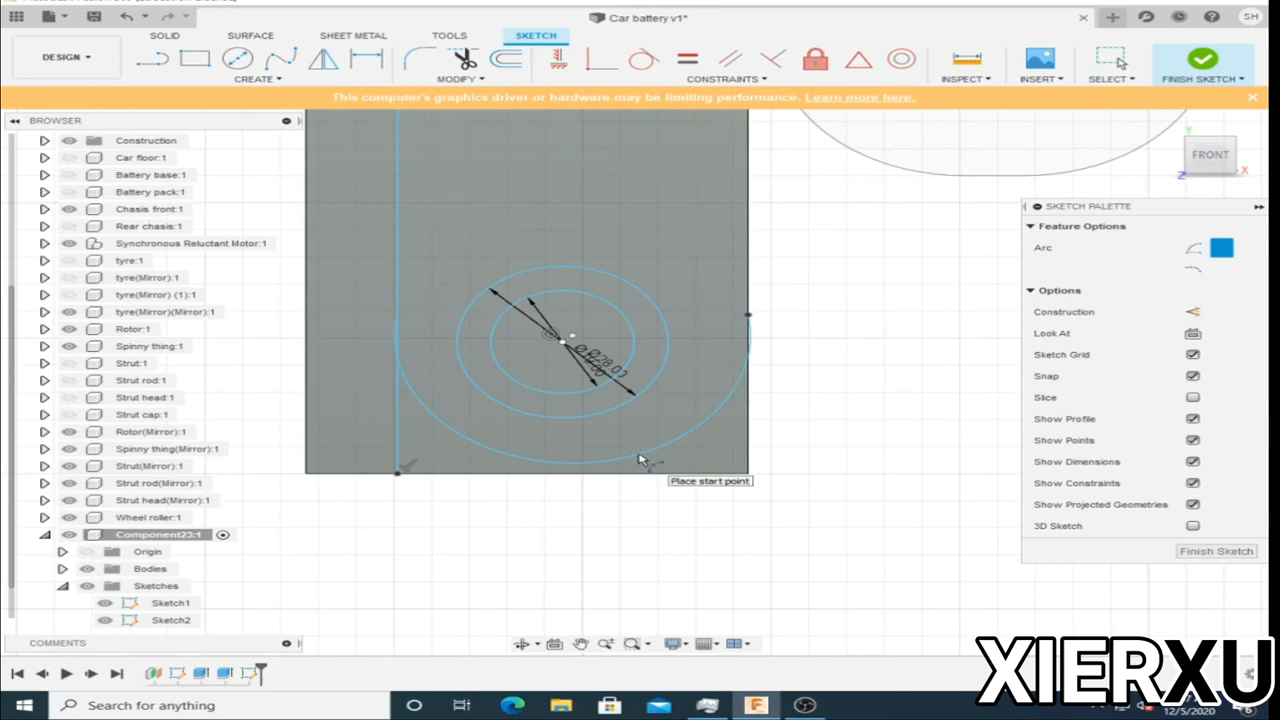 Car battery v1*
SH
DESIGN
SOLID
SURFACE
SHEET METAL
TOOLS
SKETCH
CREATE
MODIFY
CONSTRAINTS
INSPECT
INSERT
SELECT
FINISH SKETCH
This computer's graphics driver or hardware may be limiting performance. Learn more here.
BROWSER
Construction
Car floor:1
Battery base:1
Battery pack:1
Chasis front:1
Rear chasis:1
Synchronous Reluctant Motor:1
tyre:1
tyre(Mirror):1
tyre(Mirror) (1):1
tyre(Mirror)(Mirror):1
Rotor:1
Spinny thing:1
Strut:1
Strut rod:1
Strut head:1
Strut cap:1
Rotor(Mirror):1
Spinny thing(Mirror):1
Strut(Mirror):1
Strut rod(Mirror):1
Strut head(Mirror):1
Wheel roller:1
Component23:1
Origin
Bodies
Sketches
Sketch1
Sketch2
COMMENTS
Place start point
FRONT
Y
X
Z
SKETCH PALETTE
Feature Options
Arc
Options
Construction
Look At
Sketch Grid
Snap
Slice
Show Profile
Show Points
Show Dimensions
Show Constraints
Show Projected Geometries
3D Sketch
Finish Sketch
XIERXU
Type here to search